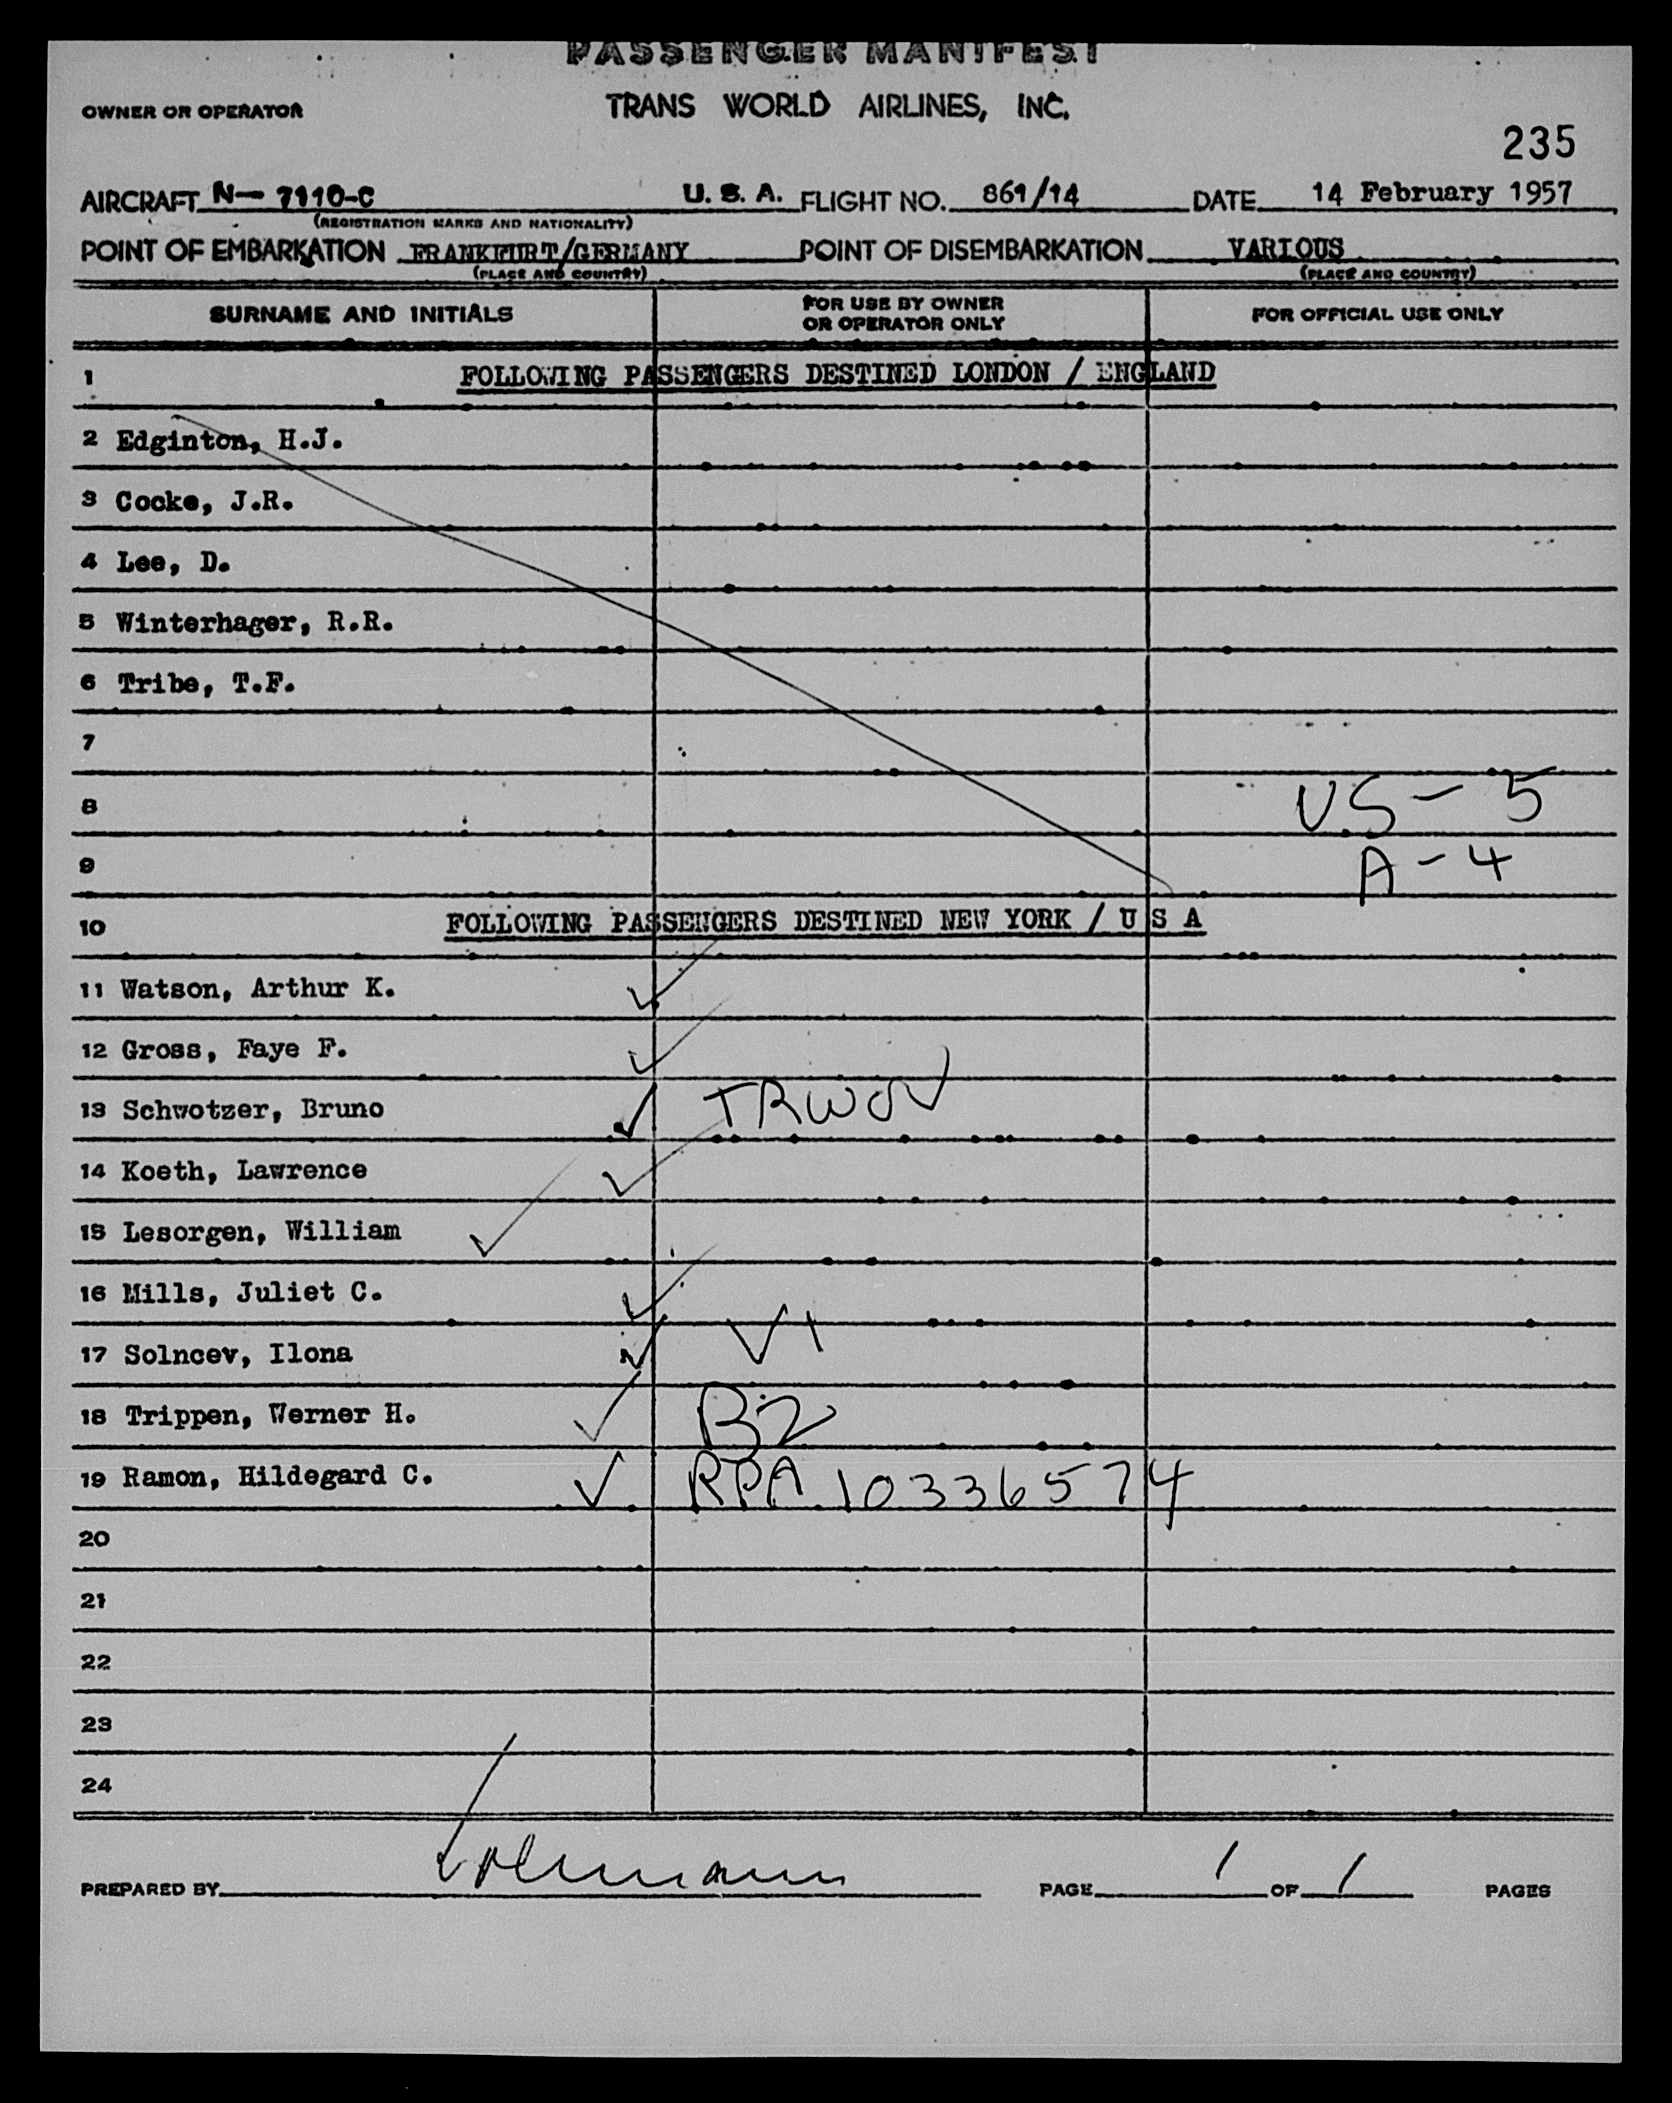 PASSENGER MANIFEST
OWNER OR OPERATOR TRANS WORLD AIRLINES, INC.
235
AIRCRAFT N- 7110-C U. S. A. FLIGHT NO. 861/14 DATE 14 February 1957
(REGISTRATION MARKS AND NATIONALITY)
POINT OF EMBARKATION FRANKFURT/GERMANY POINT OF DISEMBARKATION VARIOUS
(PLACE AND COUNTRY) (PLACE AND COUNTRY)
SURNAME AND INITIALS FOR USE BY OWNER OR OPERATOR ONLY FOR OFFICIAL USE ONLY
1 FOLLOWING PASSENGERS DESTINED LONDON / ENGLAND
2 Edginton, H.J.
3 Cocke, J.R.
4 Lee, D.
5 Winterhager, R.R.
6 Tribe, T.F.
7
8 US - 5
9 A - 4
10 FOLLOWING PASSENGERS DESTINED NEW YORK / U S A
11 Watson, Arthur K. ✓
12 Gross, Faye F. ✓
13 Schwotzer, Bruno ✓ TRWOV
14 Koeth, Lawrence ✓
15 Lesorgen, William ✓
16 Mills, Juliet C. ✓
17 Solncev, Ilona ✓ V1
18 Trippen, Werner H. ✓ B2
19 Ramon, Hildegard C. ✓ RPA 10336574
20
21
22
23
24
PREPARED BY PAGE 1 OF 1 PAGES